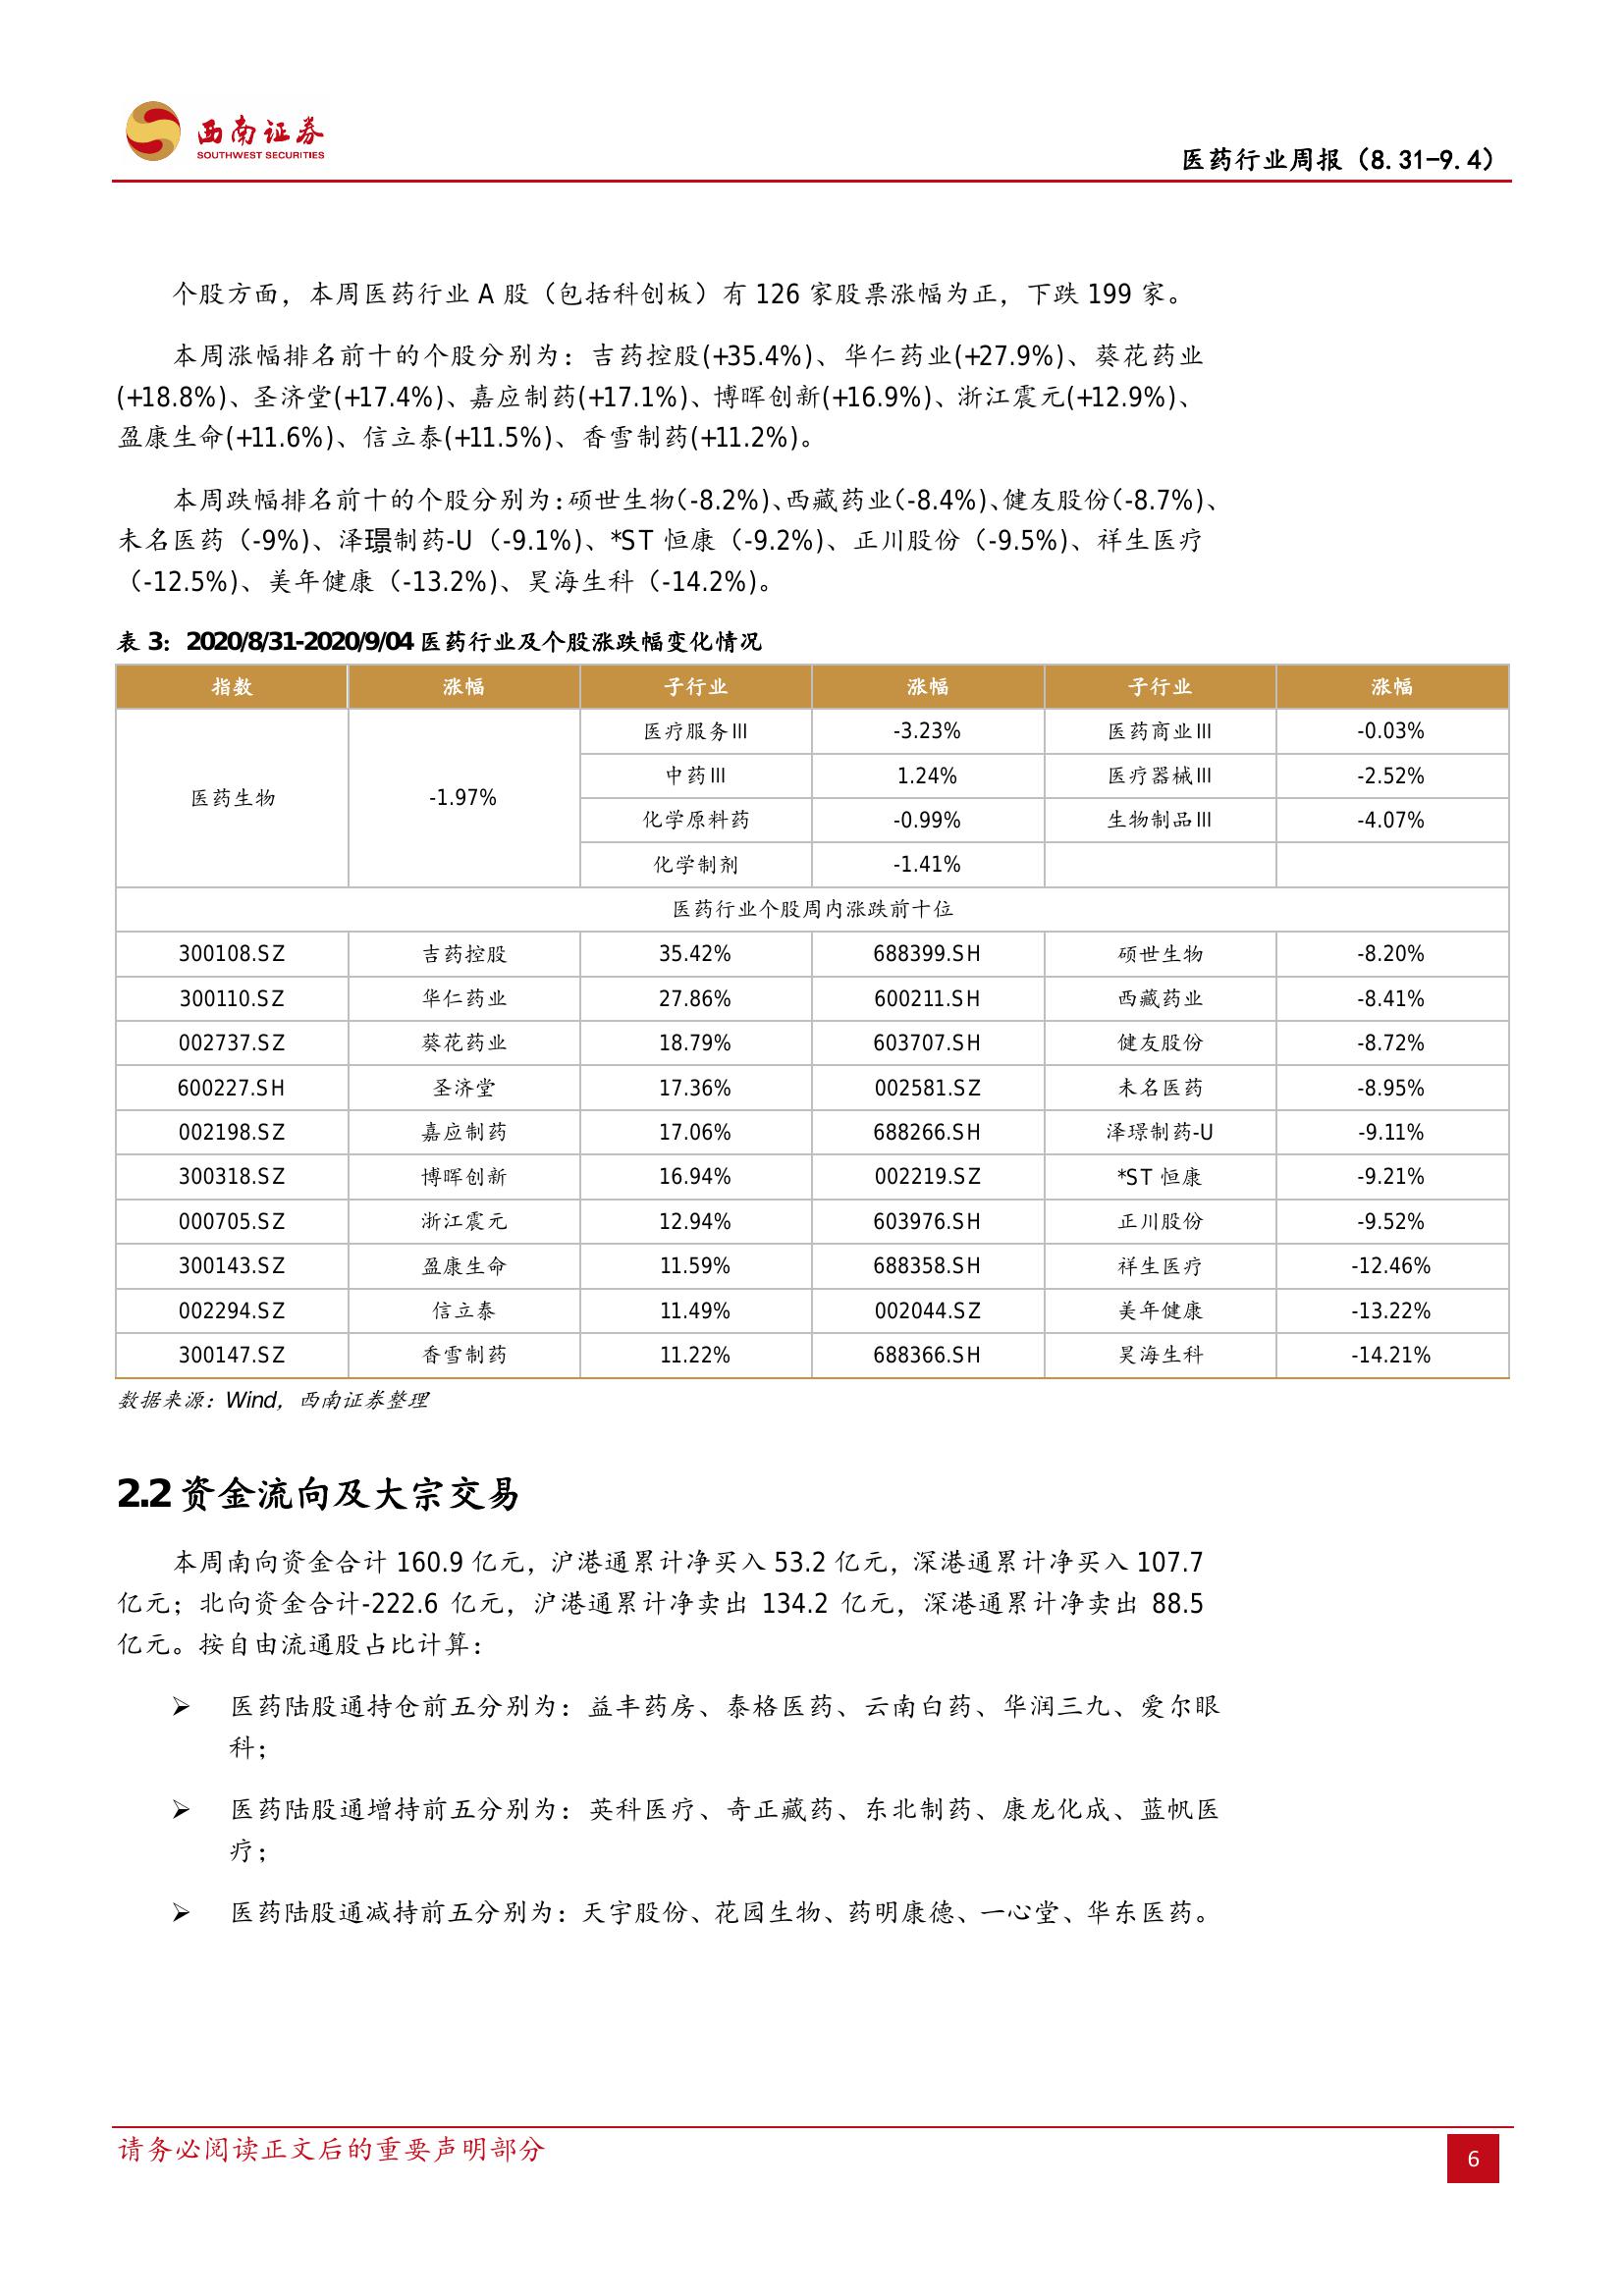 西南证券
SOUTHWEST SECURITIES
医药行业周报（8.31-9.4）
个股方面，本周医药行业 A 股（包括科创板）有 126 家股票涨幅为正，下跌 199 家。
本周涨幅排名前十的个股分别为：吉药控股(+35.4%)、华仁药业(+27.9%)、葵花药业
(+18.8%)、圣济堂(+17.4%)、嘉应制药(+17.1%)、博晖创新(+16.9%)、浙江震元(+12.9%)、
盈康生命(+11.6%)、信立泰(+11.5%)、香雪制药(+11.2%)。
本周跌幅排名前十的个股分别为：硕世生物（-8.2%)、西藏药业（-8.4%)、健友股份（-8.7%)、
未名医药（-9%)、泽璟制药-U（-9.1%)、*ST 恒康（-9.2%)、正川股份（-9.5%)、祥生医疗
（-12.5%)、美年健康（-13.2%)、昊海生科（-14.2%)。
表 3：2020/8/31-2020/9/04 医药行业及个股涨跌幅变化情况
指数 涨幅 子行业 涨幅 子行业 涨幅
医疗服务Ⅲ -3.23% 医药商业Ⅲ -0.03%
中药Ⅲ 1.24% 医疗器械Ⅲ -2.52%
医药生物 -1.97%
化学原料药 -0.99% 生物制品Ⅲ -4.07%
化学制剂 -1.41%
医药行业个股周内涨跌前十位
300108.SZ 吉药控股 35.42% 688399.SH 硕世生物 -8.20%
300110.SZ 华仁药业 27.86% 600211.SH 西藏药业 -8.41%
002737.SZ 葵花药业 18.79% 603707.SH 健友股份 -8.72%
600227.SH 圣济堂 17.36% 002581.SZ 未名医药 -8.95%
002198.SZ 嘉应制药 17.06% 688266.SH 泽璟制药-U -9.11%
300318.SZ 博晖创新 16.94% 002219.SZ *ST 恒康 -9.21%
000705.SZ 浙江震元 12.94% 603976.SH 正川股份 -9.52%
300143.SZ 盈康生命 11.59% 688358.SH 祥生医疗 -12.46%
002294.SZ 信立泰 11.49% 002044.SZ 美年健康 -13.22%
300147.SZ 香雪制药 11.22% 688366.SH 昊海生科 -14.21%
数据来源：Wind，西南证券整理
2.2 资金流向及大宗交易
本周南向资金合计 160.9 亿元，沪港通累计净买入 53.2 亿元，深港通累计净买入 107.7
亿元；北向资金合计-222.6 亿元，沪港通累计净卖出 134.2 亿元，深港通累计净卖出 88.5
亿元。按自由流通股占比计算：
➢ 医药陆股通持仓前五分别为：益丰药房、泰格医药、云南白药、华润三九、爱尔眼
科；
➢ 医药陆股通增持前五分别为：英科医疗、奇正藏药、东北制药、康龙化成、蓝帆医
疗；
➢ 医药陆股通减持前五分别为：天宇股份、花园生物、药明康德、一心堂、华东医药。
请务必阅读正文后的重要声明部分
6